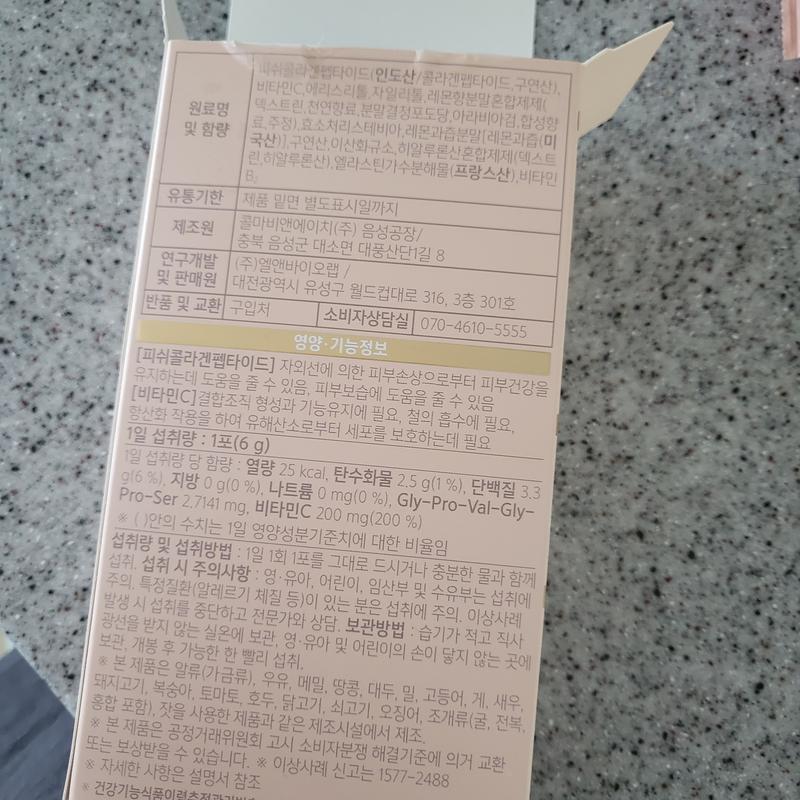 원료명 및 함량
피쉬콜라겐펩타이드(인도산/콜라겐펩타이드,구연산),
비타민C,에리스리톨,자일리톨,레몬향분말혼합제제(
덱스트린,천연향료,분말결정포도당,아라비아검,합성향
료,주정),효소처리스테비아,레몬과즙분말[레몬과즙(미
국산)],구연산,이산화규소,히알루론산혼합제제(덱스트
린,히알루론산),엘라스틴가수분해물(프랑스산),비타민
B₂
유통기한 제품 밑면 별도표시일까지
제조원 콜마비앤에이치(주) 음성공장/
충북 음성군 대소면 대풍산단1길 8
연구개발 및 판매원 (주)엘앤바이오랩 /
대전광역시 유성구 월드컵대로 316, 3층 301호
반품 및 교환 구입처 소비자상담실 070-4610-5555
영양·기능정보
[피쉬콜라겐펩타이드] 자외선에 의한 피부손상으로부터 피부건강을
유지하는데 도움을 줄 수 있음, 피부보습에 도움을 줄 수 있음
[비타민C]결합조직 형성과 기능유지에 필요, 철의 흡수에 필요,
항산화 작용을 하여 유해산소로부터 세포를 보호하는데 필요
1일 섭취량 : 1포(6 g)
1일 섭취량 당 함량 : 열량 25 kcal, 탄수화물 2.5 g(1 %), 단백질 3.3
g(6 %), 지방 0 g(0 %), 나트륨 0 mg(0 %), Gly-Pro-Val-Gly-
Pro-Ser 2.7141 mg, 비타민C 200 mg(200 %)
※ ( )안의 수치는 1일 영양성분기준치에 대한 비율임
섭취량 및 섭취방법 : 1일 1회 1포를 그대로 드시거나 충분한 물과 함께
섭취. 섭취 시 주의사항 : 영·유아, 어린이, 임산부 및 수유부는 섭취에
주의. 특정질환(알레르기 체질 등)이 있는 분은 섭취에 주의. 이상사례
발생 시 섭취를 중단하고 전문가와 상담. 보관방법 : 습기가 적고 직사
광선을 받지 않는 실온에 보관, 영·유아 및 어린이의 손이 닿지 않는 곳에
보관, 개봉 후 가능한 한 빨리 섭취.
※ 본 제품은 알류(가금류), 우유, 메밀, 땅콩, 대두, 밀, 고등어, 게, 새우,
돼지고기, 복숭아, 토마토, 호두, 닭고기, 쇠고기, 오징어, 조개류(굴, 전복,
홍합 포함), 잣을 사용한 제품과 같은 제조시설에서 제조.
※ 본 제품은 공정거래위원회 고시 소비자분쟁 해결기준에 의거 교환
또는 보상받을 수 있습니다. ※ 이상사례 신고는 1577-2488
※ 자세한 사항은 설명서 참조
※ 건강기능식품이력추적관리번호